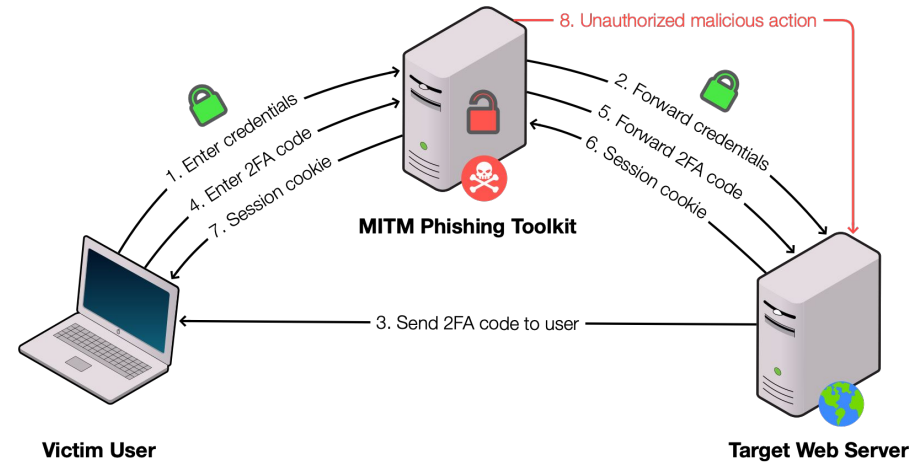 8. Unauthorized malicious action
1. Enter credentials
2. Forward credentials
4. Enter 2FA code
5. Forward 2FA code
7. Session cookie
6. Session cookie
MITM Phishing Toolkit
3. Send 2FA code to user
Victim User
Target Web Server